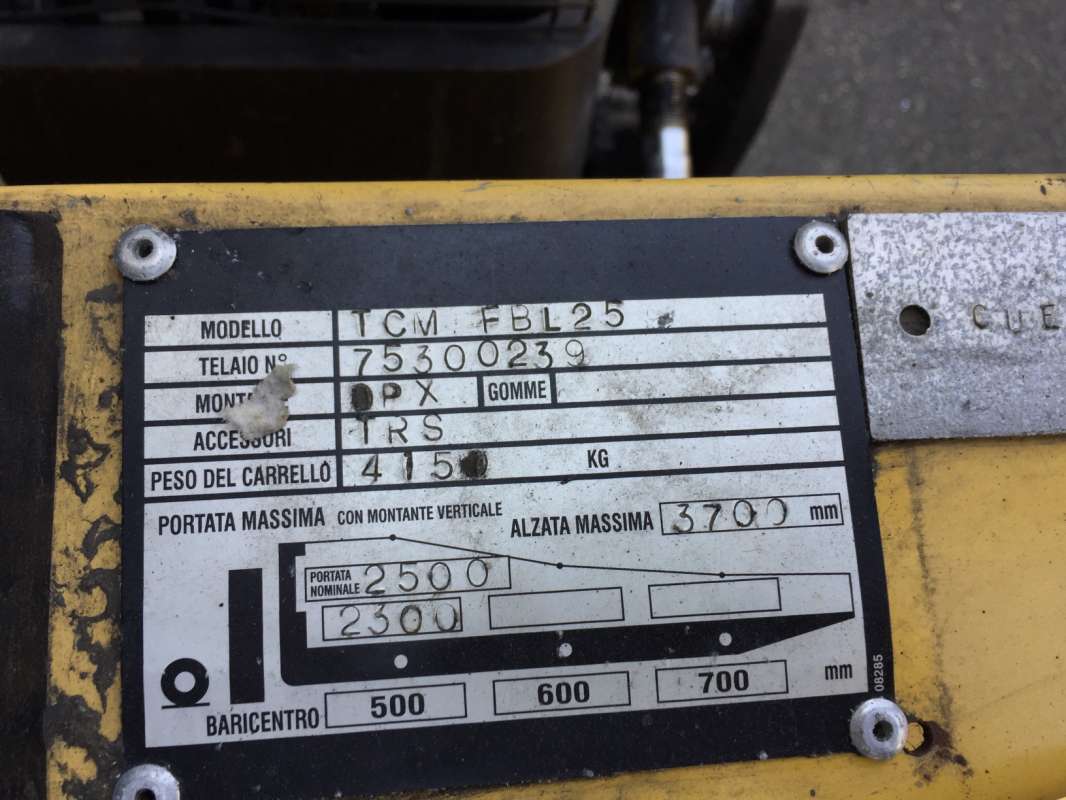 MODELLO TCM FBL25
TELAIO N° 75300239
PX GOMME
ACCESSORI TRS
PESO DEL CARRELLO 4150 KG
PORTATA MASSIMA CON MONTANTE VERTICALE ALZATA MASSIMA 3700 mm
PORTATA NOMINALE 2500
2300
BARICENTRO 500 600 700 mm
08285